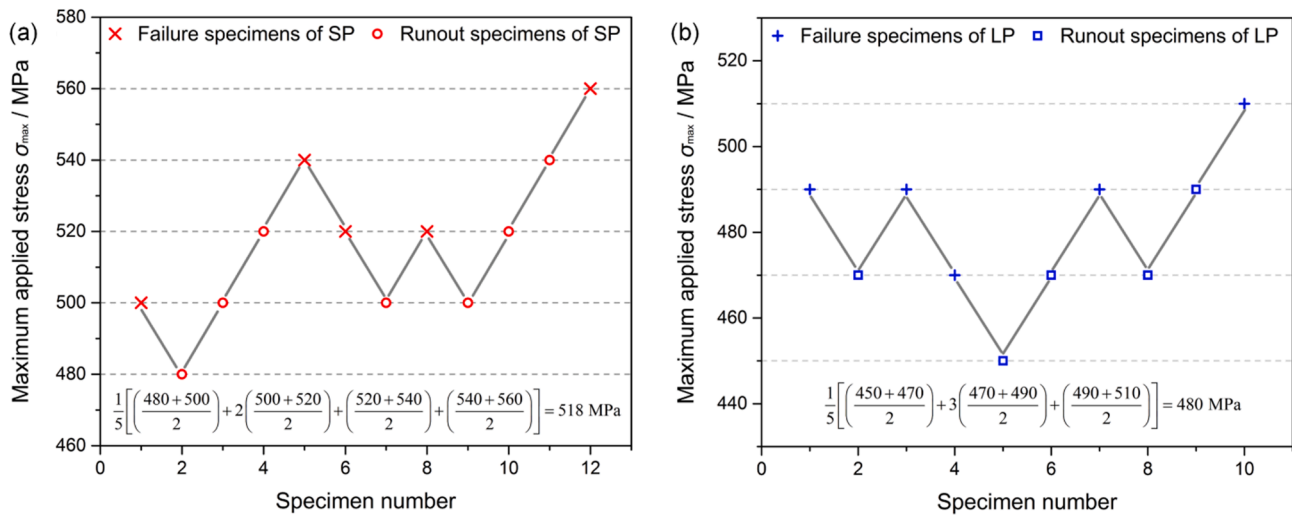 (a)
Failure specimens of SP
Runout specimens of SP
Maximum applied stress σmax / MPa
580
560
540
520
500
480
460
0 2 4 6 8 10 12
Specimen number
1/5[((480+500)/2)+2((500+520)/2)+((520+540)/2)+((540+560)/2)]=518 MPa
(b)
Failure specimens of LP
Runout specimens of LP
Maximum applied stress σmax / MPa
520
500
480
460
440
0 2 4 6 8 10
Specimen number
1/5[((450+470)/2)+3((470+490)/2)+((490+510)/2)]=480 MPa